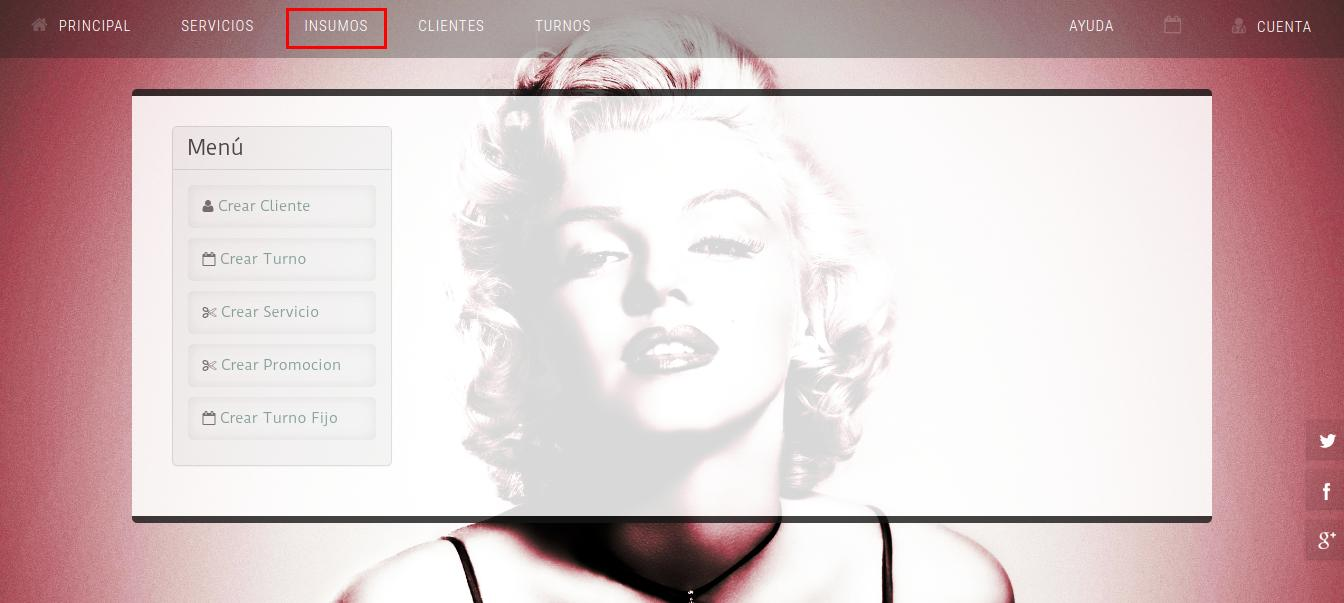 PRINCIPAL SERVICIOS INSUMOS CLIENTES TURNOS AYUDA CUENTA
Menú
Crear Cliente
Crear Turno
Crear Servicio
Crear Promocion
Crear Turno Fijo